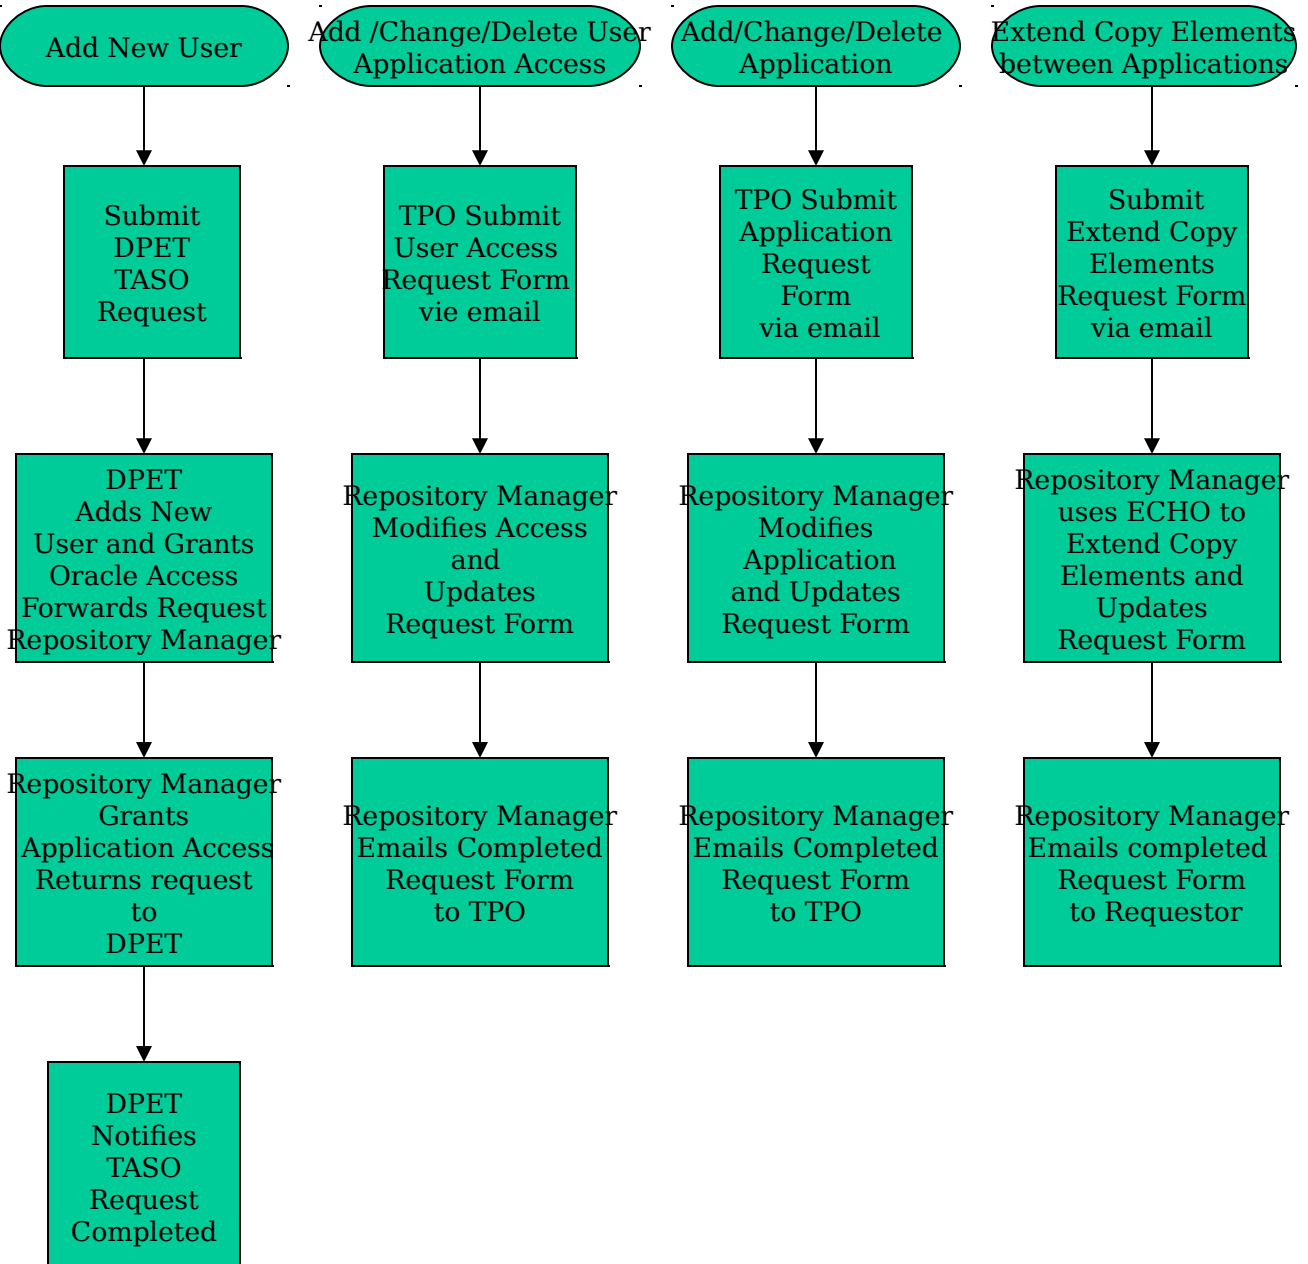 Add New User
Add /Change/Delete User
Application Access
Add/Change/Delete
Application
Extend Copy Elements
between Applications
Submit
DPET
TASO
Request
TPO Submit
User Access
Request Form
vie email
TPO Submit
Application
Request
Form
via email
Submit
Extend Copy
Elements
Request Form
via email
DPET
Adds New
User and Grants
Oracle Access
Forwards Request
Repository Manager
Repository Manager
Modifies Access
and
Updates
Request Form
Repository Manager
Modifies
Application
and Updates
Request Form
Repository Manager
uses ECHO to
Extend Copy
Elements and
Updates
Request Form
Repository Manager
Grants
Application Access
Returns request
to
DPET
Repository Manager
Emails Completed
Request Form
to TPO
Repository Manager
Emails Completed
Request Form
to TPO
Repository Manager
Emails completed
Request Form
to Requestor
DPET
Notifies
TASO
Request
Completed